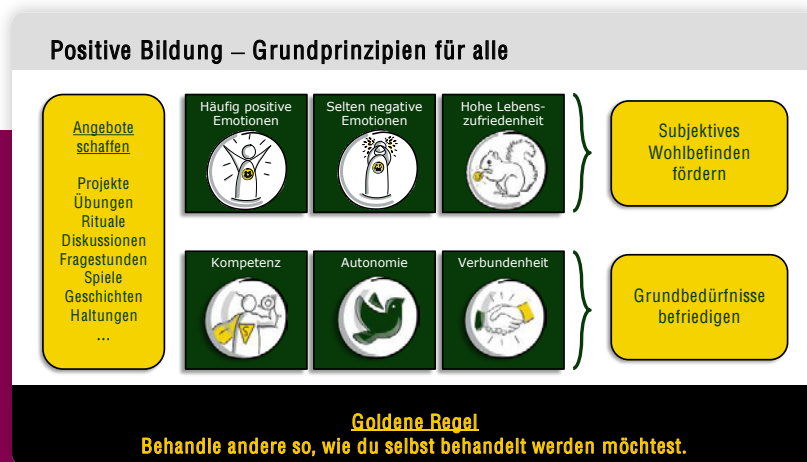 Positive Bildung – Grundprinzipien für alle
Angebote
schaffen
Projekte
Übungen
Rituale
Diskussionen
Fragestunden
Spiele
Geschichten
Haltungen
...
Häufig positive
Emotionen
Selten negative
Emotionen
Hohe Lebens-
zufriedenheit
Subjektives
Wohlbefinden
fördern
Kompetenz
Autonomie
Verbundenheit
Grundbedürfnisse
befriedigen
Goldene Regel
Behandle andere so, wie du selbst behandelt werden möchtest.